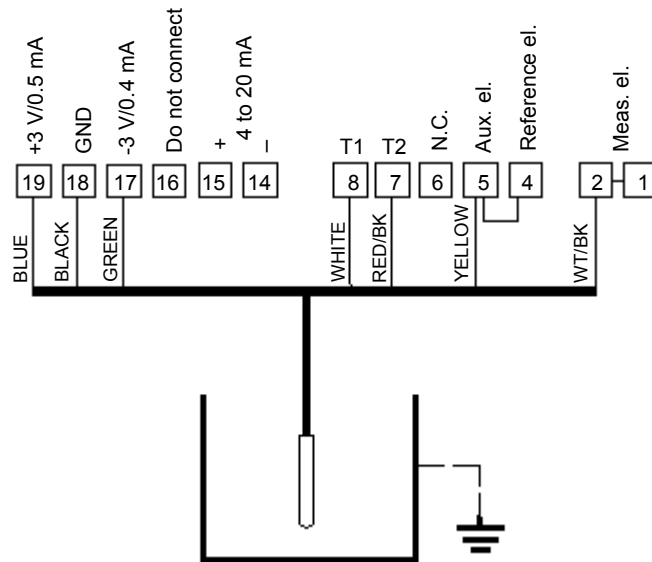 +3 V/0.5 mA
GND
-3 V/0.4 mA
Do not connect
+
4 to 20 mA
–
T1
T2
N.C.
Aux. el.
Reference el.
Meas. el.
19
18
17
16
15
14
8
7
6
5
4
2
1
BLUE
BLACK
GREEN
WHITE
RED/BK
YELLOW
WT/BK